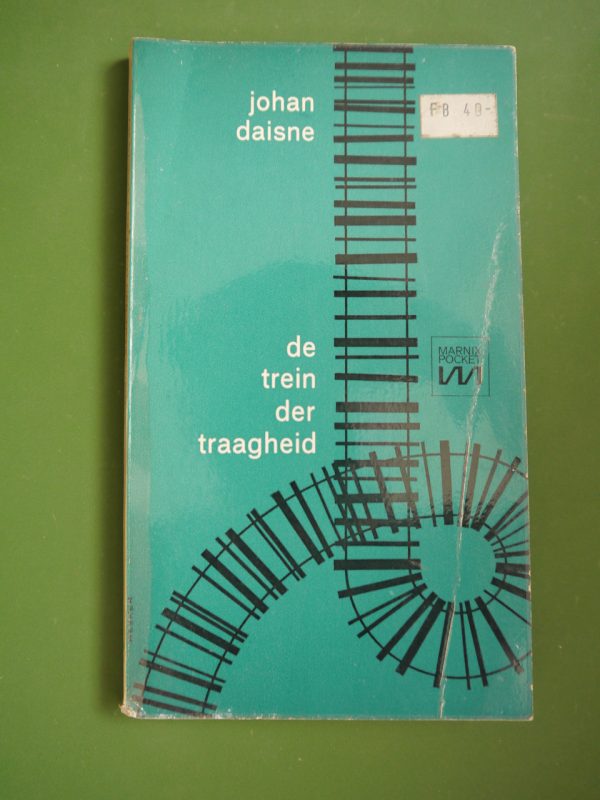 johan
daisne
FB 40-
de
trein
der
traagheid
MARNIX
POCKET